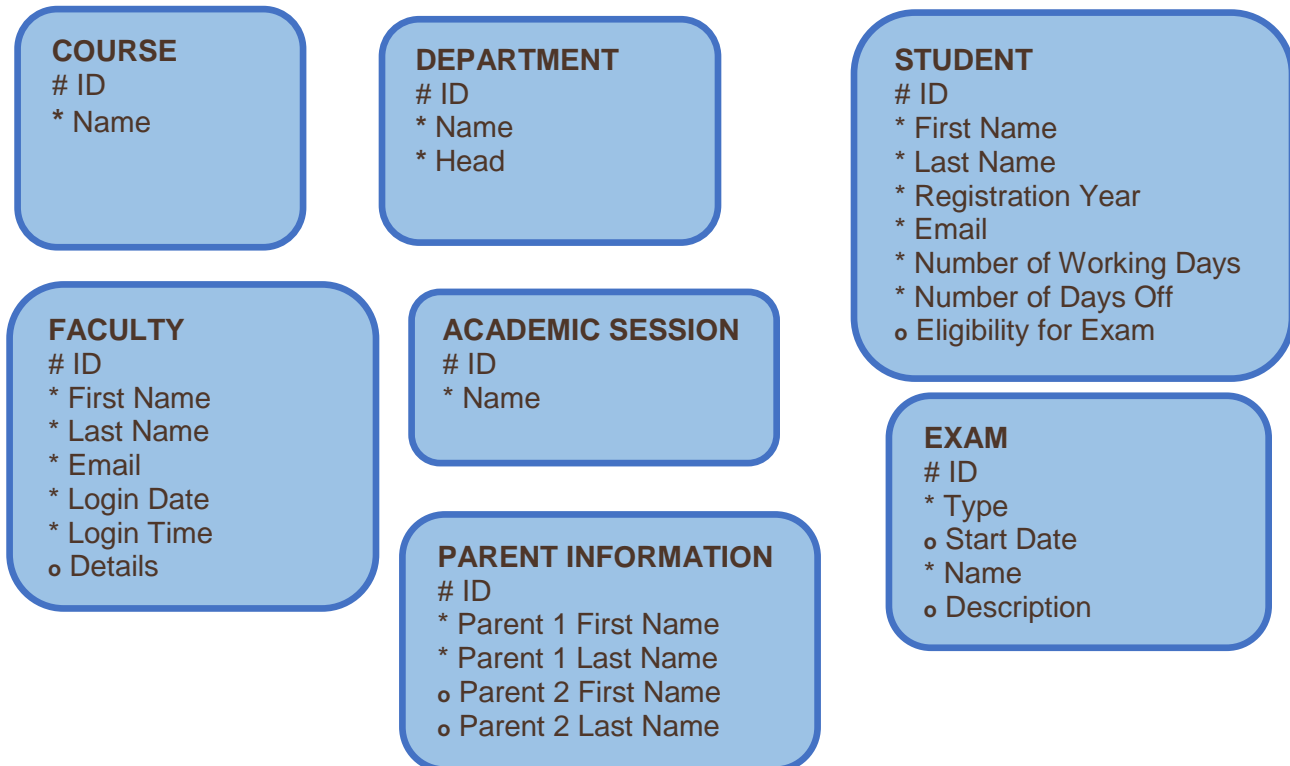 COURSE
# ID
* Name
DEPARTMENT
# ID
* Name
* Head
STUDENT
# ID
* First Name
* Last Name
* Registration Year
* Email
* Number of Working Days
* Number of Days Off
o Eligibility for Exam
FACULTY
# ID
* First Name
* Last Name
* Email
* Login Date
* Login Time
o Details
ACADEMIC SESSION
# ID
* Name
EXAM
# ID
* Type
o Start Date
* Name
o Description
PARENT INFORMATION
# ID
* Parent 1 First Name
* Parent 1 Last Name
o Parent 2 First Name
o Parent 2 Last Name